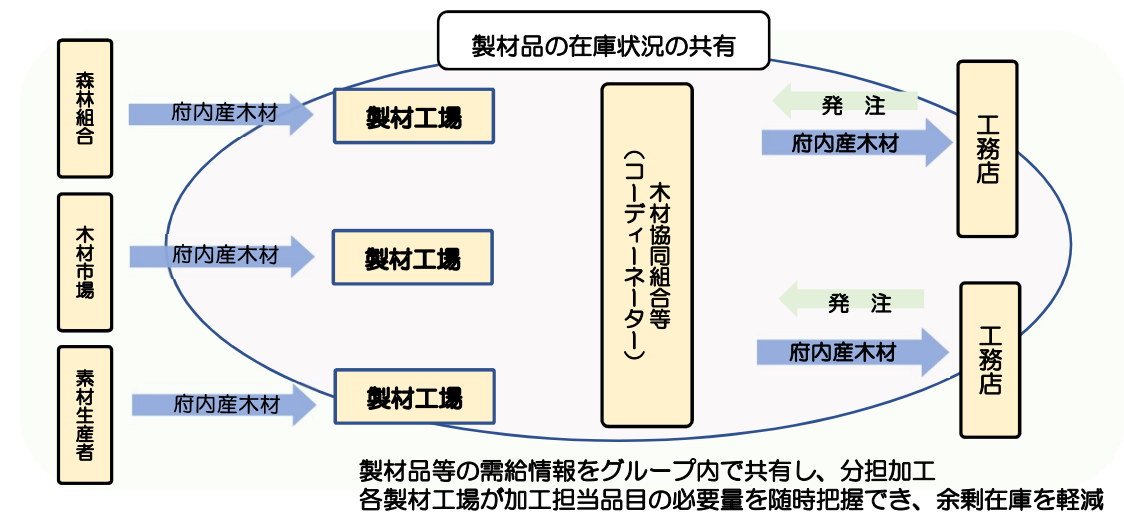 製材品の在庫状況の共有
森林組合
府内産木材
製材工場
木材市場
府内産木材
製材工場
素材生産者
府内産木材
製材工場
木材協同組合等
（コーディーネーター）
発　注
府内産木材
工務店
発　注
府内産木材
工務店
製材品等の需給情報をグループ内で共有し、分担加工
各製材工場が加工担当品目の必要量を随時把握でき、余剰在庫を軽減